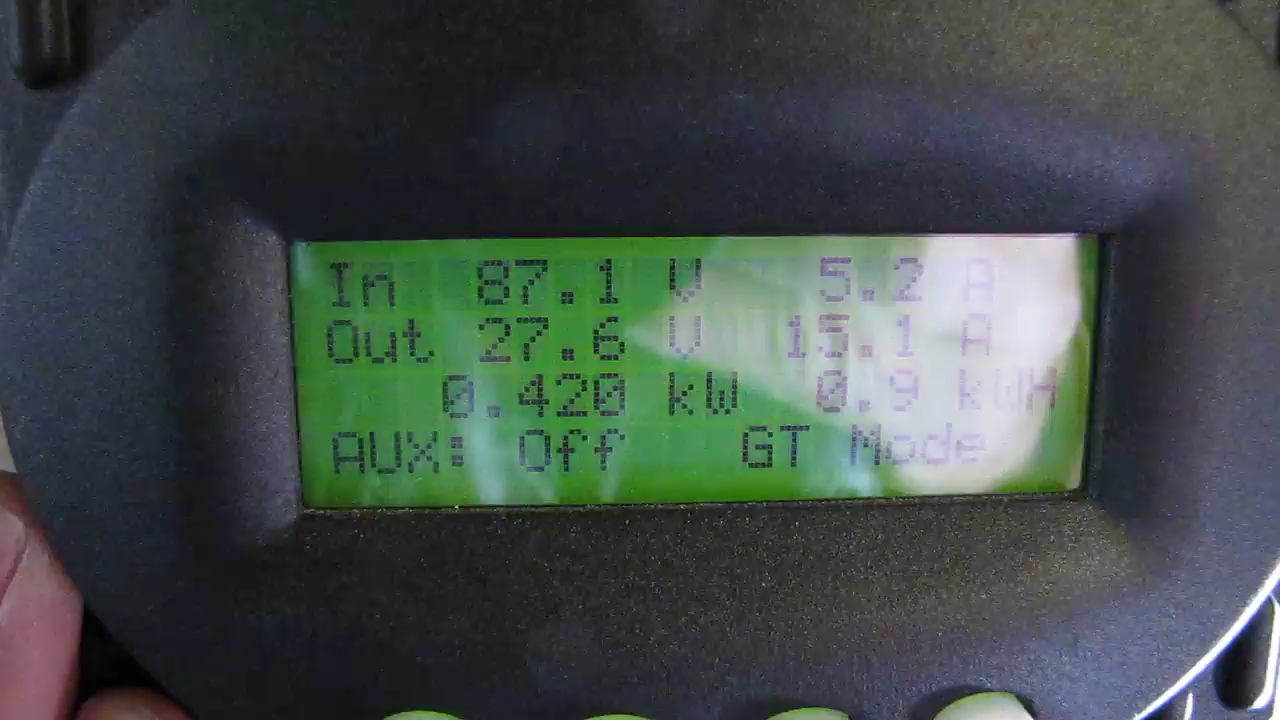 In 87.1 V 5.2 A
Out 27.6 V 15.1 A
0.420 kW 0.9 kWH
AUX: Off GT Mode